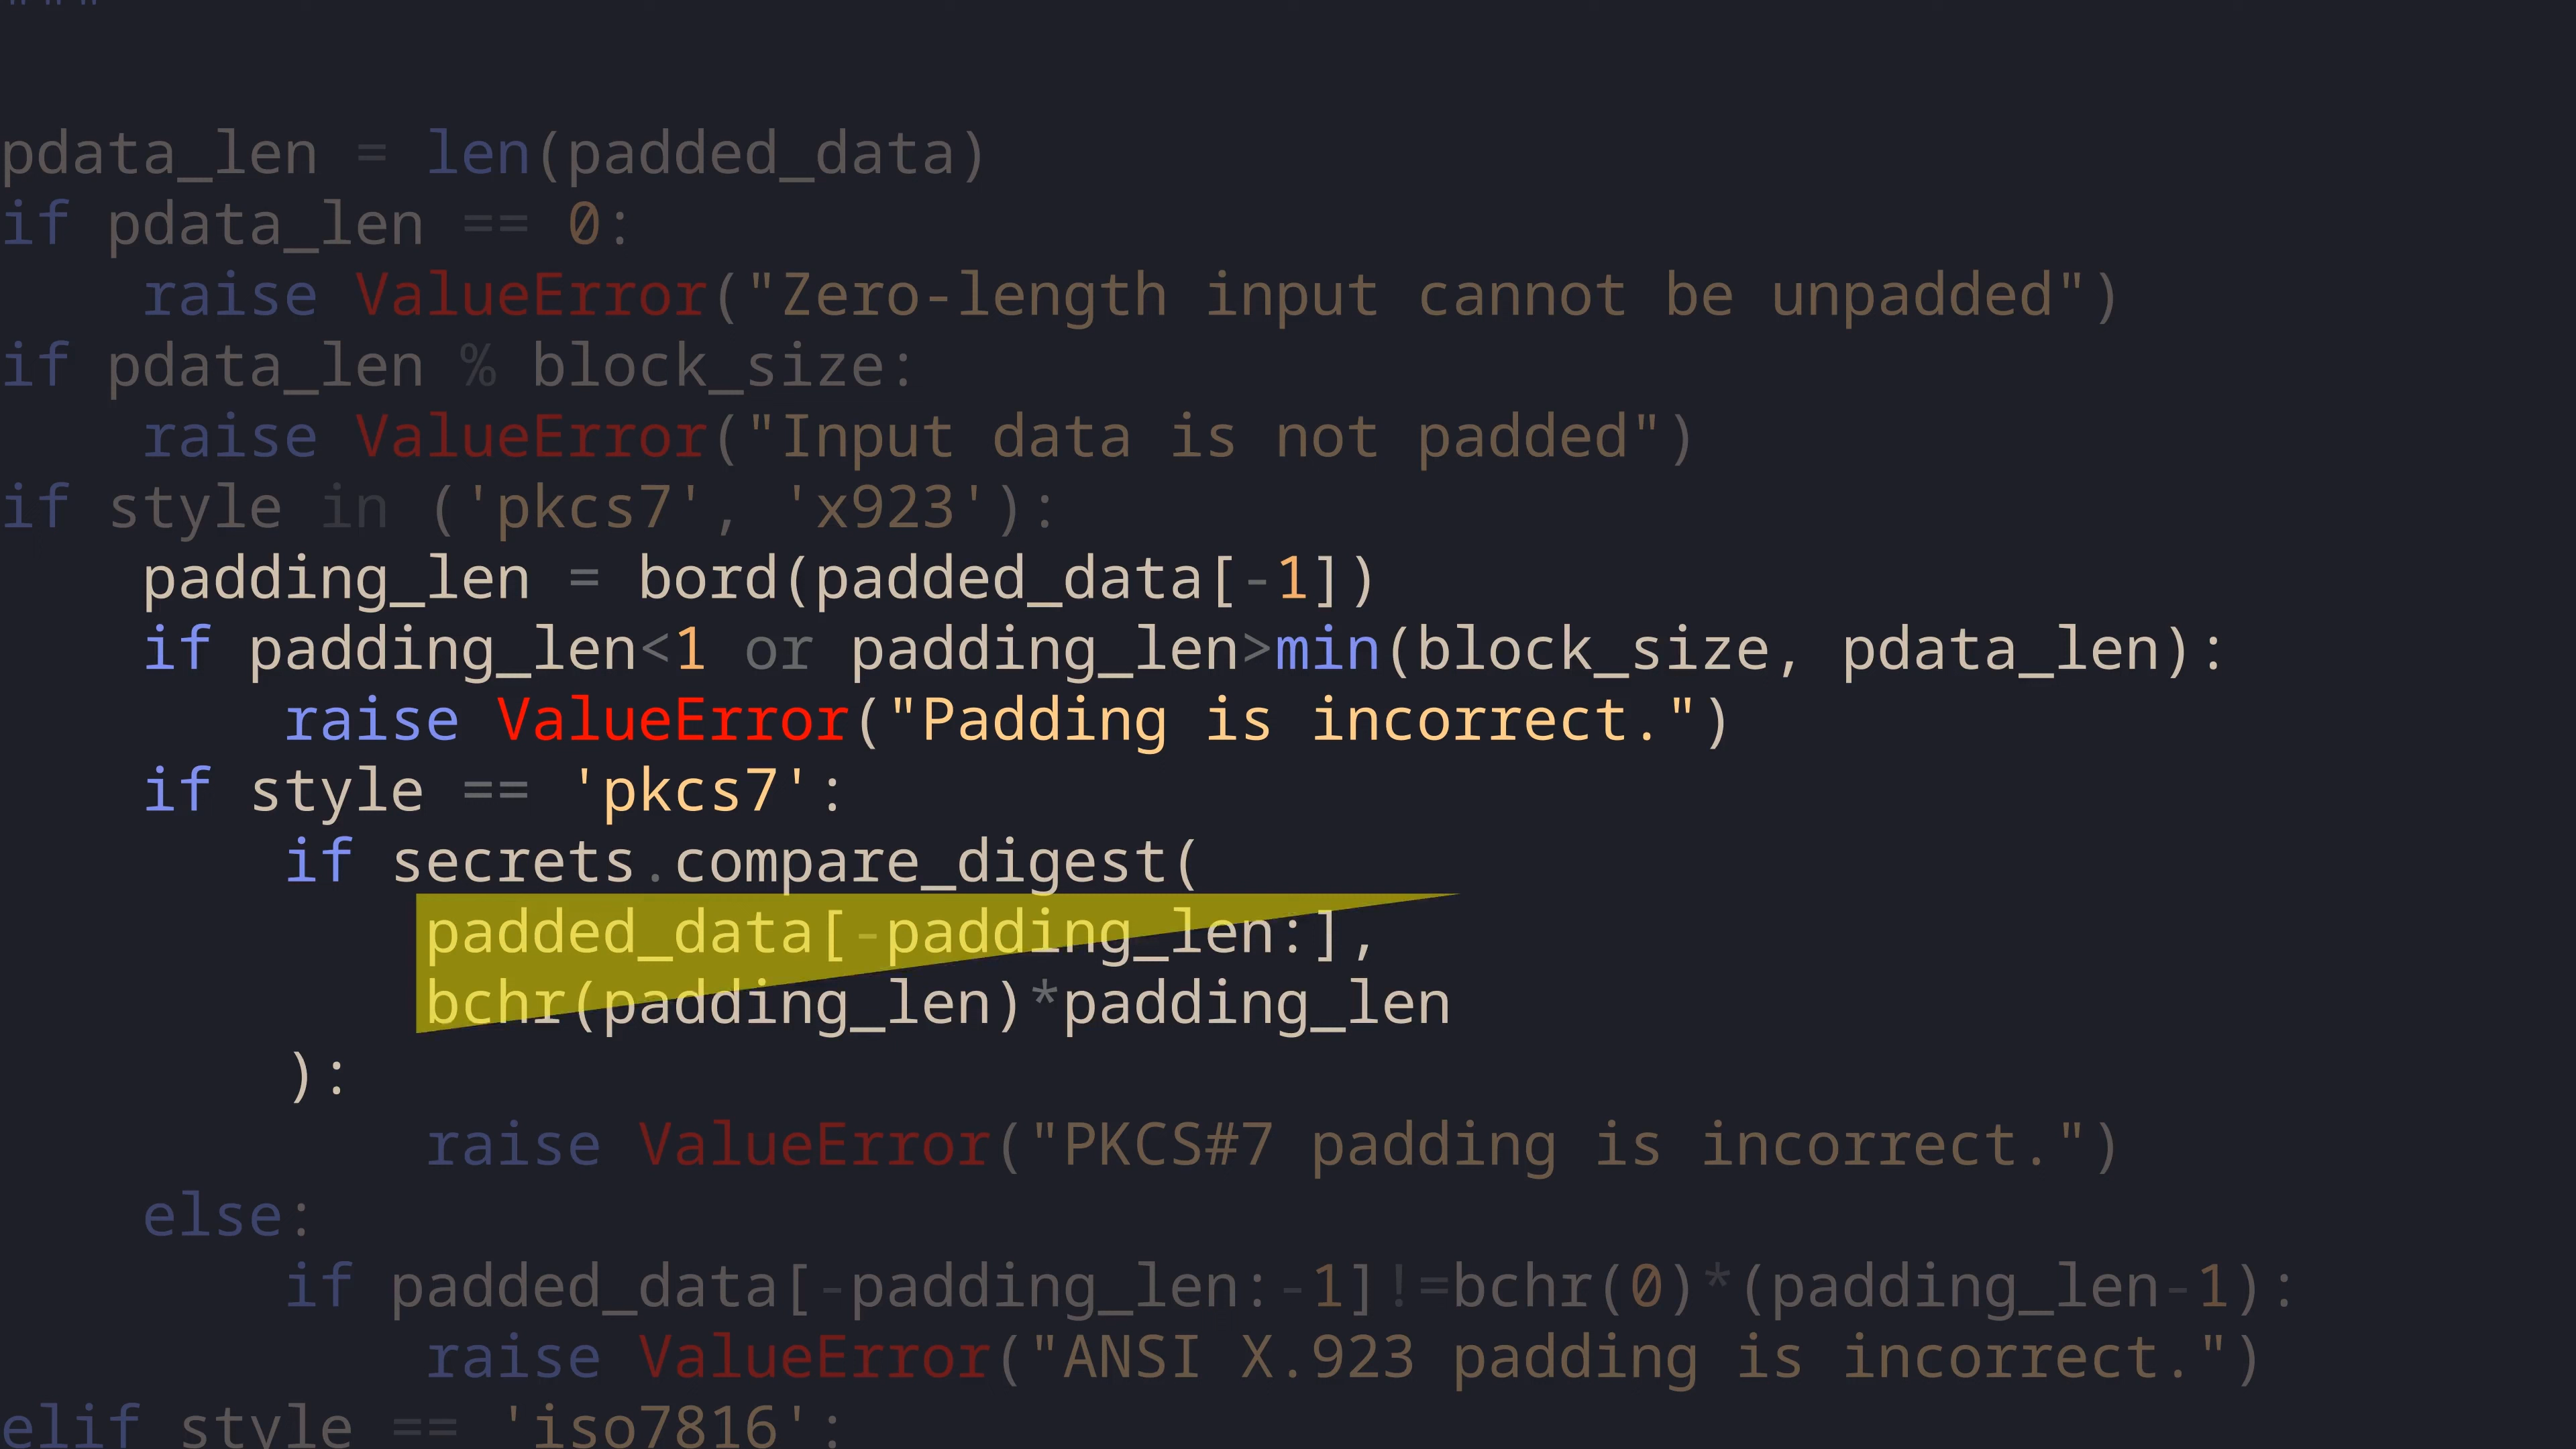 pdata_len = len(padded_data)
if pdata_len == 0:
    raise ValueError("Zero-length input cannot be unpadded")
if pdata_len % block_size:
    raise ValueError("Input data is not padded")
if style in ('pkcs7', 'x923'):
    padding_len = bord(padded_data[-1])
    if padding_len<1 or padding_len>min(block_size, pdata_len):
        raise ValueError("Padding is incorrect.")
    if style == 'pkcs7':
        if secrets.compare_digest(
            padded_data[-padding_len:],
            bchr(padding_len)*padding_len
        ):
            raise ValueError("PKCS#7 padding is incorrect.")
    else:
        if padded_data[-padding_len:-1]!=bchr(0)*(padding_len-1):
            raise ValueError("ANSI X.923 padding is incorrect.")
elif style == 'iso7816':